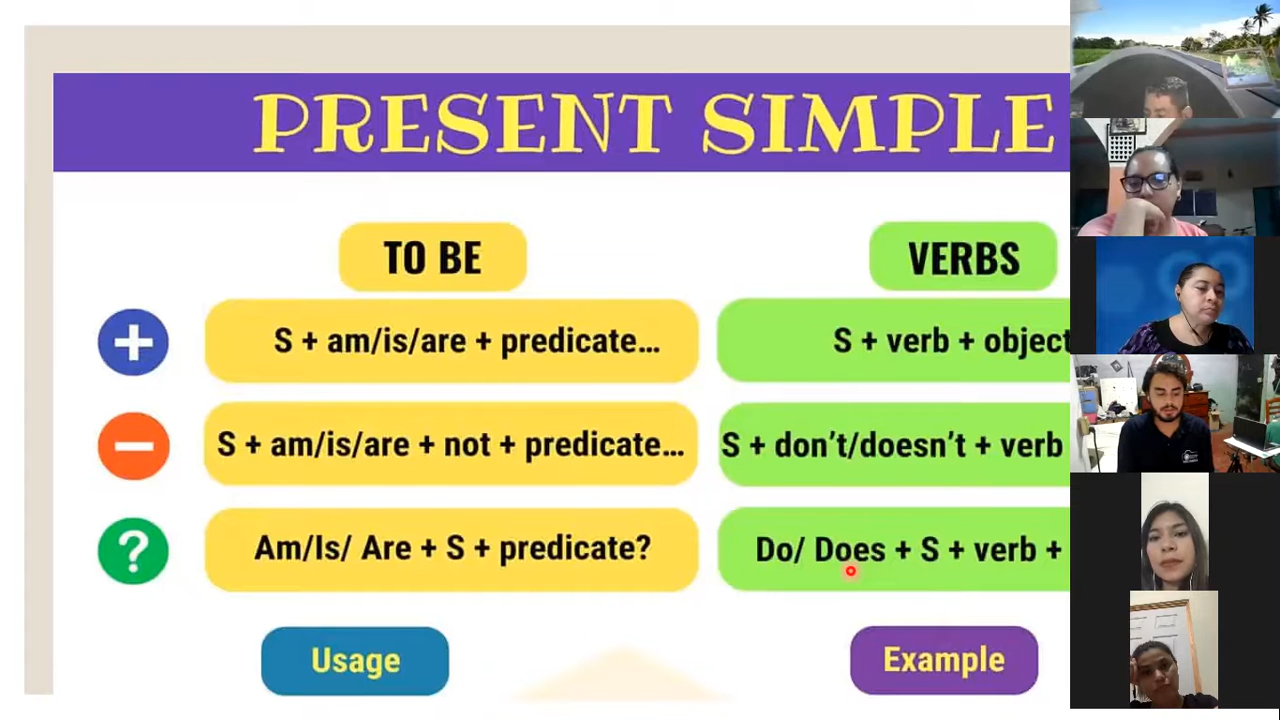 PRESENT SIMPLE
TO BE
VERBS
S + am/is/are + predicate...
S + verb + object
S + am/is/are + not + predicate...
S + don't/doesn't + verb
Am/Is/ Are + S + predicate?
Do/ Does + S + verb +
Usage
Example